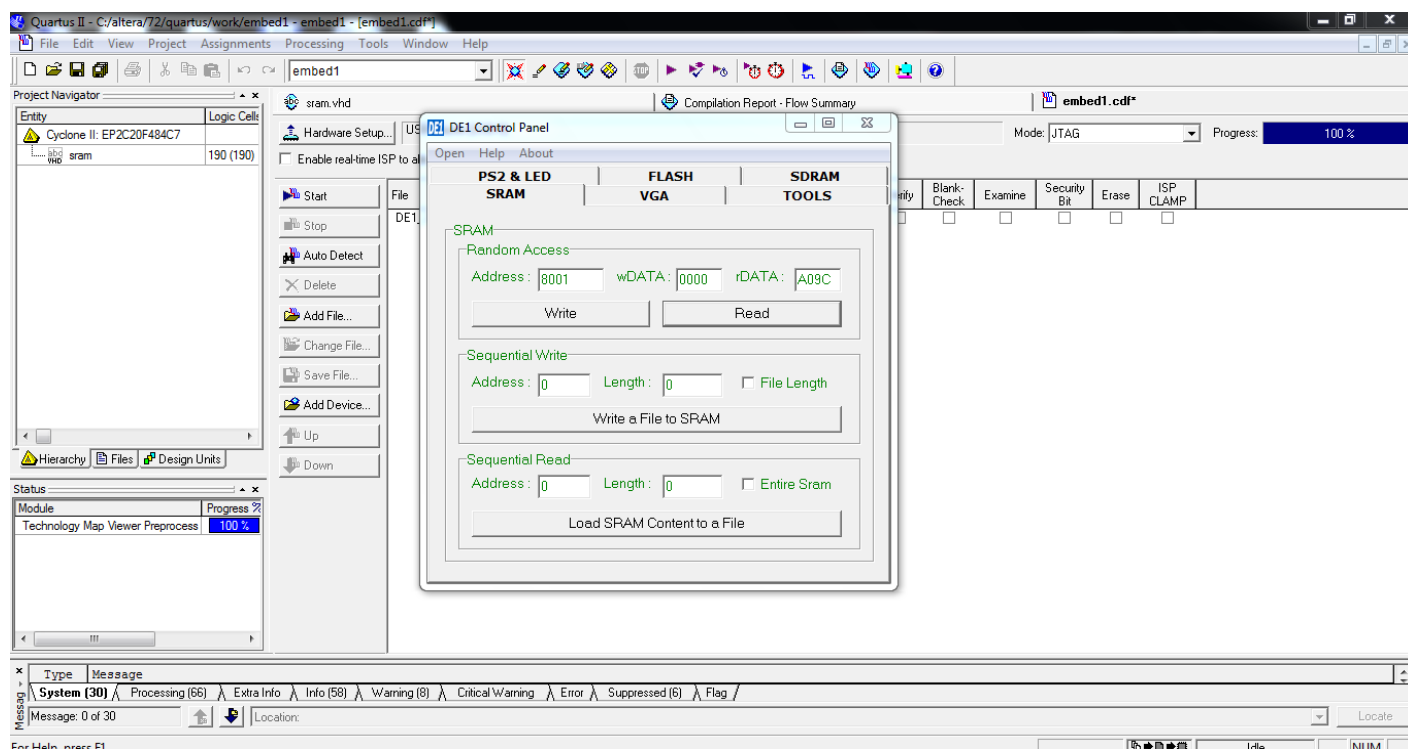 Quartus II - C:/altera/72/quartus/work/embed1 - embed1 - [embed1.cdf*]
File Edit View Project Assignments Processing Tools Window Help
embed1
Project Navigator
Entity Logic Cells
Cyclone II: EP2C20F484C7
sram 190 (190)
Hierarchy Files Design Units
Status
Module Progress %
Technology Map Viewer Preprocess 100 %
sram.vhd Compilation Report - Flow Summary embed1.cdf*
Hardware Setup... US Mode: JTAG Progress: 100 %
Enable real-time ISP to al
Start
Stop
Auto Detect
Delete
Add File...
Change File...
Save File...
Add Device...
Up
Down
File Blank-Check Examine Security Bit Erase ISP CLAMP
DE1
DE1 Control Panel
Open Help About
PS2 & LED FLASH SDRAM
SRAM VGA TOOLS
SRAM
Random Access
Address : 8001 wDATA : 0000 rDATA : A09C
Write Read
Sequential Write
Address : 0 Length : 0 File Length
Write a File to SRAM
Sequential Read
Address : 0 Length : 0 Entire Sram
Load SRAM Content to a File
Type Message
System (30) Processing (66) Extra Info Info (58) Warning (8) Critical Warning Error Suppressed (6) Flag
Messag
Message: 0 of 30 Location: Locate
For Help, press F1 Idle NUM